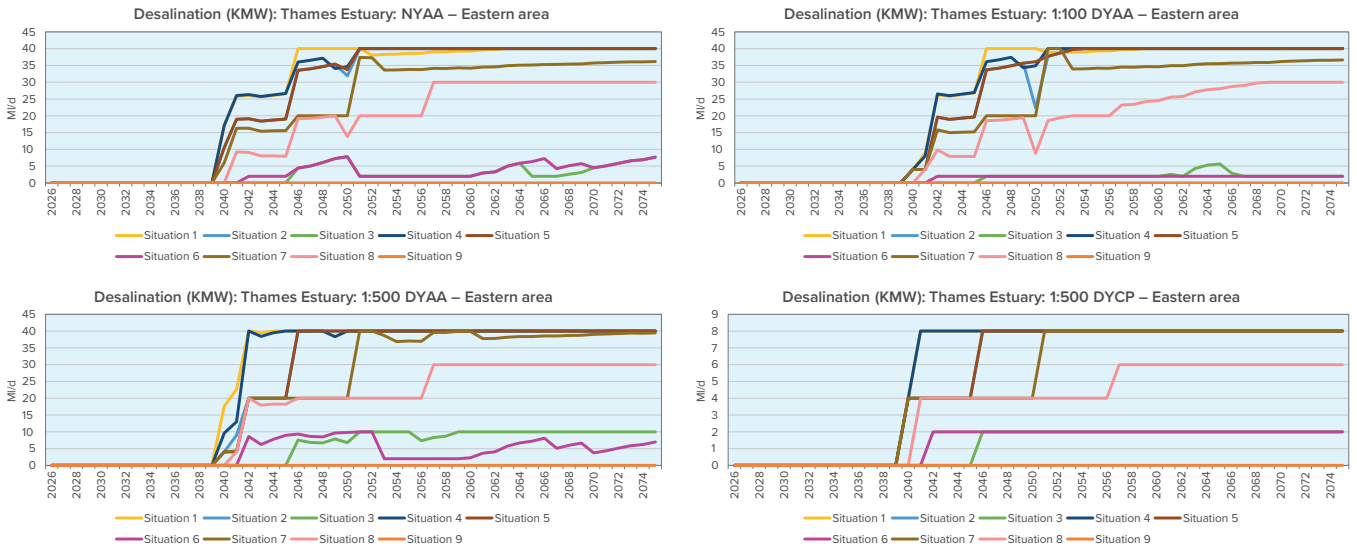 Desalination (KMW): Thames Estuary: NYAA – Eastern area
45
40
35
30
25
20
15
10
5
0
Ml/d
2026 2028 2030 2032 2034 2036 2038 2040 2042 2044 2046 2048 2050 2052 2054 2056 2058 2060 2062 2064 2066 2068 2070 2072 2074
Situation 1 Situation 2 Situation 3 Situation 4 Situation 5
Situation 6 Situation 7 Situation 8 Situation 9
Desalination (KMW): Thames Estuary: 1:100 DYAA – Eastern area
45
40
35
30
25
20
15
10
5
0
Ml/d
2026 2028 2030 2032 2034 2036 2038 2040 2042 2044 2046 2048 2050 2052 2054 2056 2058 2060 2062 2064 2066 2068 2070 2072 2074
Situation 1 Situation 2 Situation 3 Situation 4 Situation 5
Situation 6 Situation 7 Situation 8 Situation 9
Desalination (KMW): Thames Estuary: 1:500 DYAA – Eastern area
45
40
35
30
25
20
15
10
5
0
Ml/d
2026 2028 2030 2032 2034 2036 2038 2040 2042 2044 2046 2048 2050 2052 2054 2056 2058 2060 2062 2064 2066 2068 2070 2072 2074
Situation 1 Situation 2 Situation 3 Situation 4 Situation 5
Situation 6 Situation 7 Situation 8 Situation 9
Desalination (KMW): Thames Estuary: 1:500 DYCP – Eastern area
9
8
7
6
5
4
3
2
1
0
Ml/d
2026 2028 2030 2032 2034 2036 2038 2040 2042 2044 2046 2048 2050 2052 2054 2056 2058 2060 2062 2064 2066 2068 2070 2072 2074
Situation 1 Situation 2 Situation 3 Situation 4 Situation 5
Situation 6 Situation 7 Situation 8 Situation 9